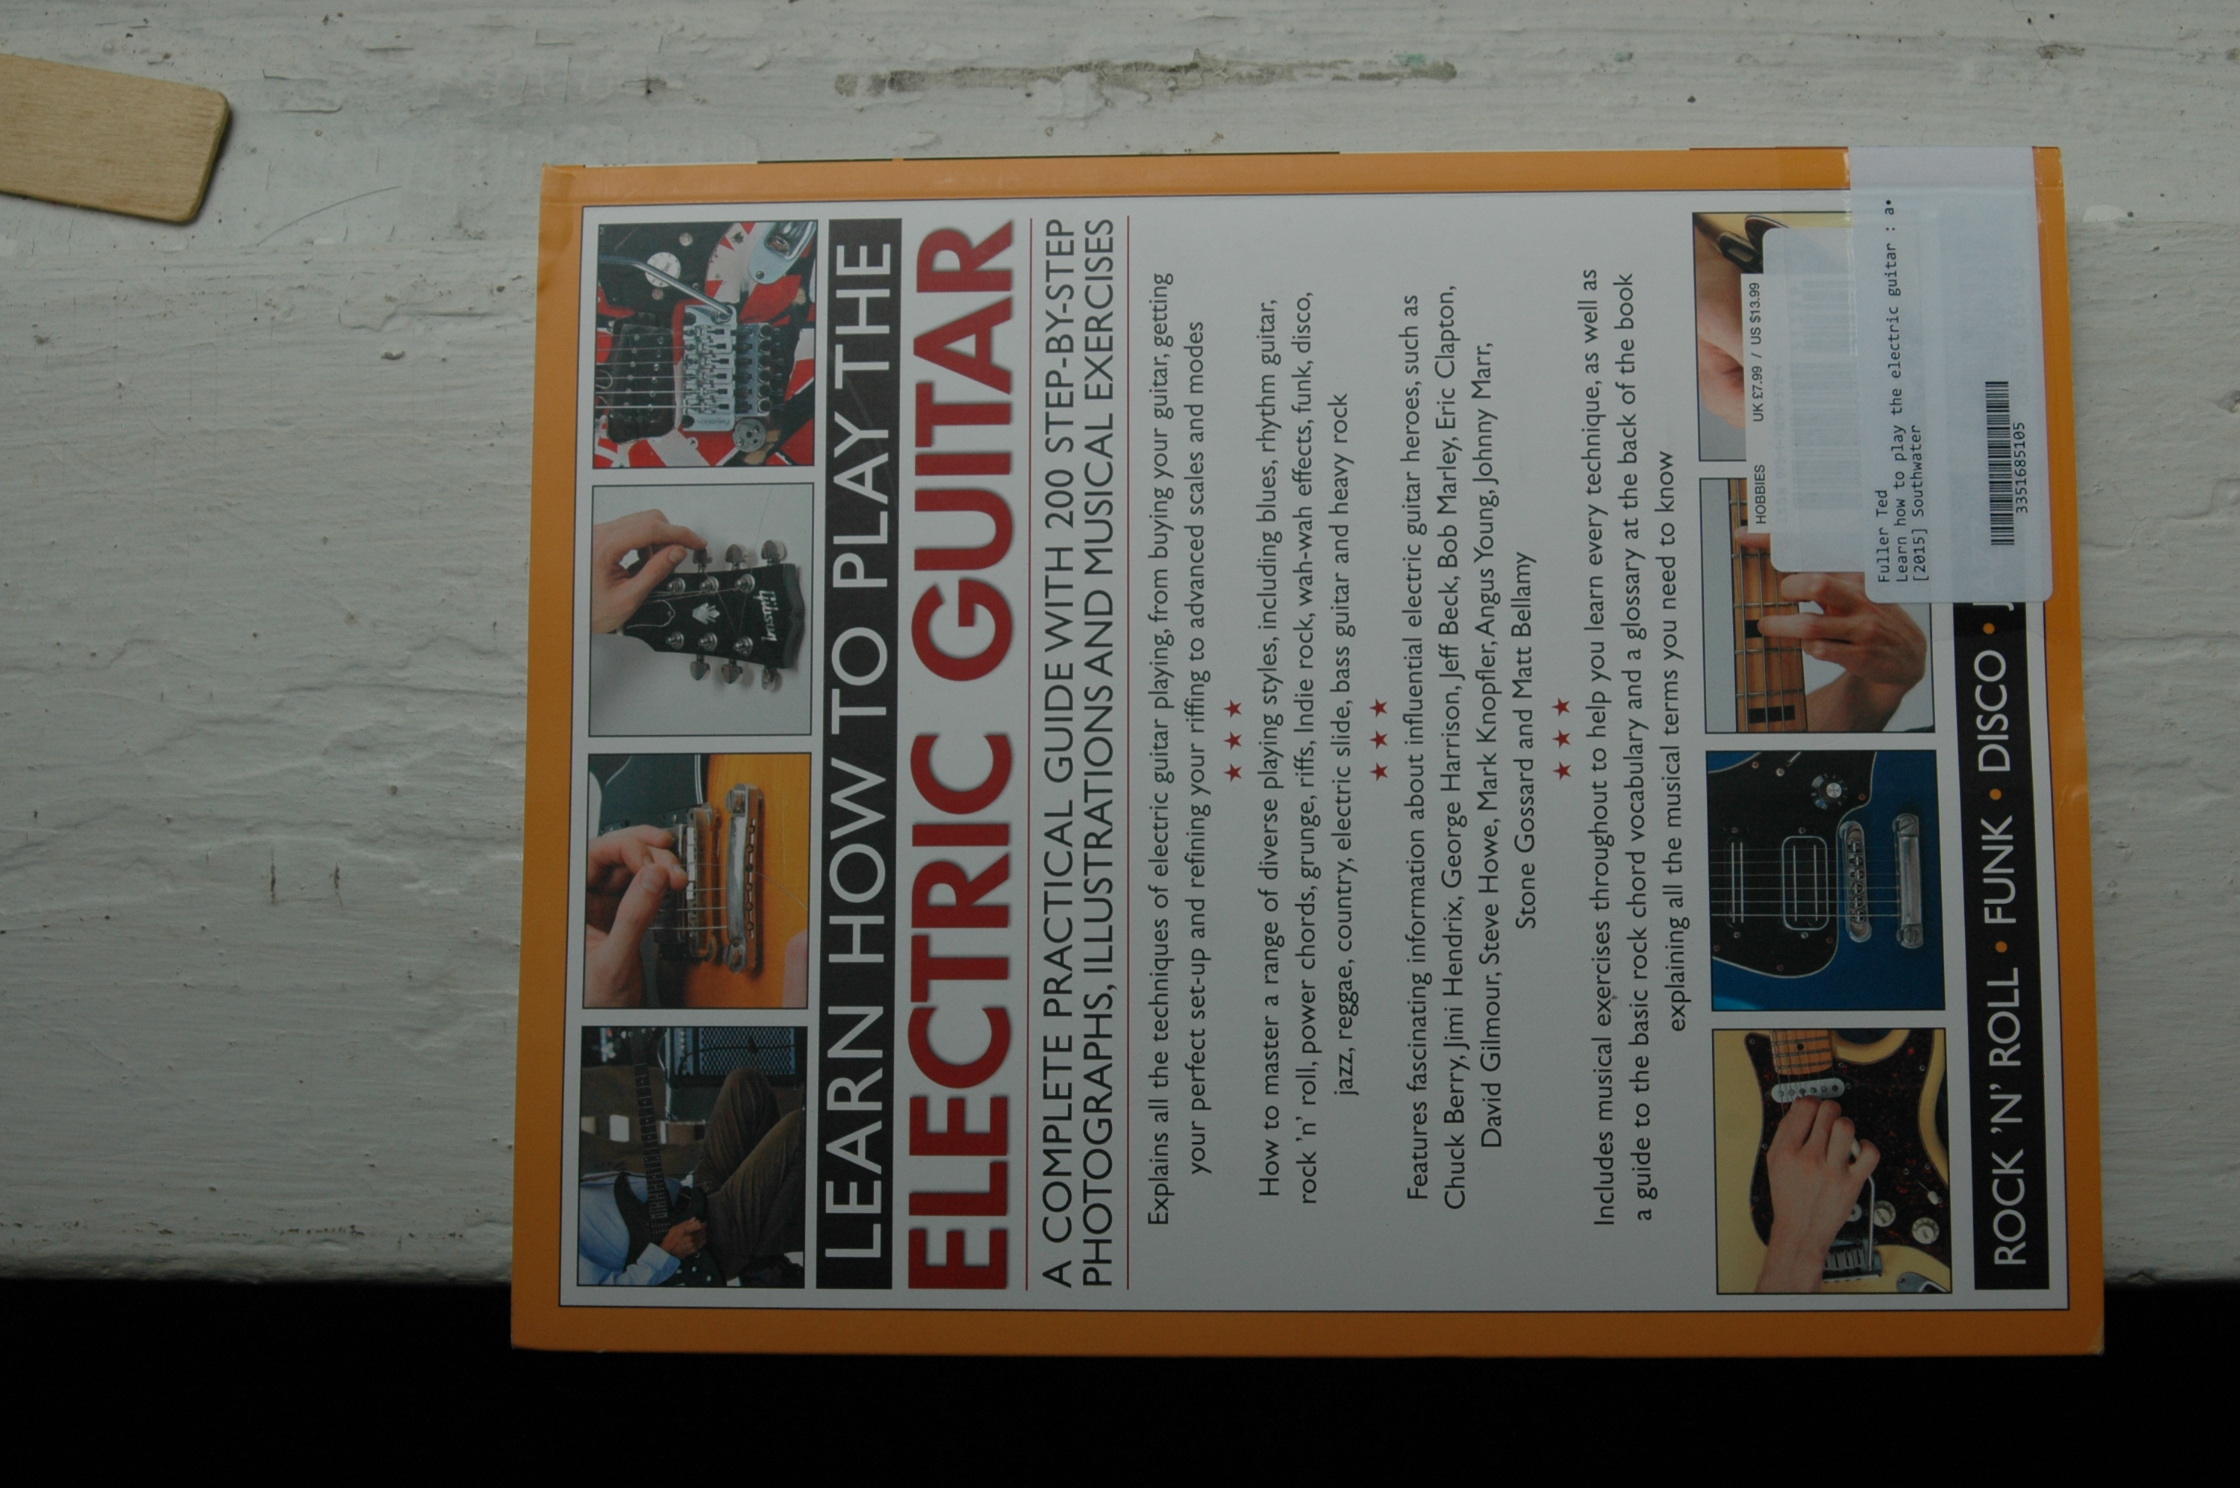 Gibson
LEARN HOW TO PLAY THE
ELECTRIC GUITAR
A COMPLETE PRACTICAL GUIDE WITH 200 STEP-BY-STEP
PHOTOGRAPHS, ILLUSTRATIONS AND MUSICAL EXERCISES
Explains all the techniques of electric guitar playing, from buying your guitar, getting
your perfect set-up and refining your riffing to advanced scales and modes
★ ★ ★
How to master a range of diverse playing styles, including blues, rhythm guitar,
rock 'n' roll, power chords, grunge, riffs, Indie rock, wah-wah effects, funk, disco,
jazz, reggae, country, electric slide, bass guitar and heavy rock
★ ★ ★
Features fascinating information about influential electric guitar heroes, such as
Chuck Berry, Jimi Hendrix, George Harrison, Jeff Beck, Bob Marley, Eric Clapton,
David Gilmour, Steve Howe, Mark Knopfler, Angus Young, Johnny Marr,
Stone Gossard and Matt Bellamy
★ ★ ★
Includes musical exercises throughout to help you learn every technique, as well as
a guide to the basic rock chord vocabulary and a glossary at the back of the book
explaining all the musical terms you need to know
HOBBIES UK £7.99 / US $13.99
Fuller Ted
Learn how to play the electric guitar : a•
[2015] Southwater
3351685105
ROCK 'N' ROLL • FUNK • DISCO •